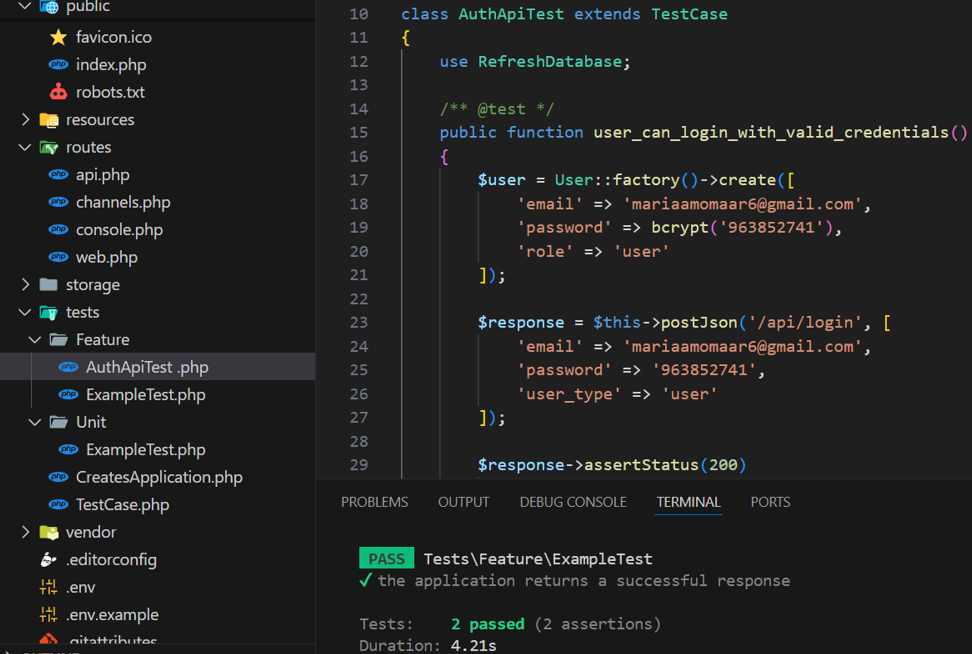 public
favicon.ico
index.php
robots.txt
resources
routes
api.php
channels.php
console.php
web.php
storage
tests
Feature
AuthApiTest .php
ExampleTest.php
Unit
ExampleTest.php
CreatesApplication.php
TestCase.php
vendor
.editorconfig
.env
.env.example
.gitattributes
10 class AuthApiTest extends TestCase
11 {
12 use RefreshDatabase;
13
14 /** @test */
15 public function user_can_login_with_valid_credentials()
16 {
17 $user = User::factory()->create([
18 'email' => 'mariaamomaar6@gmail.com',
19 'password' => bcrypt('963852741'),
20 'role' => 'user'
21 ]);
22
23 $response = $this->postJson('/api/login', [
24 'email' => 'mariaamomaar6@gmail.com',
25 'password' => '963852741',
26 'user_type' => 'user'
27 ]);
28
29 $response->assertStatus(200)
PROBLEMS OUTPUT DEBUG CONSOLE TERMINAL PORTS
PASS Tests\Feature\ExampleTest
✓ the application returns a successful response
Tests: 2 passed (2 assertions)
Duration: 4.21s